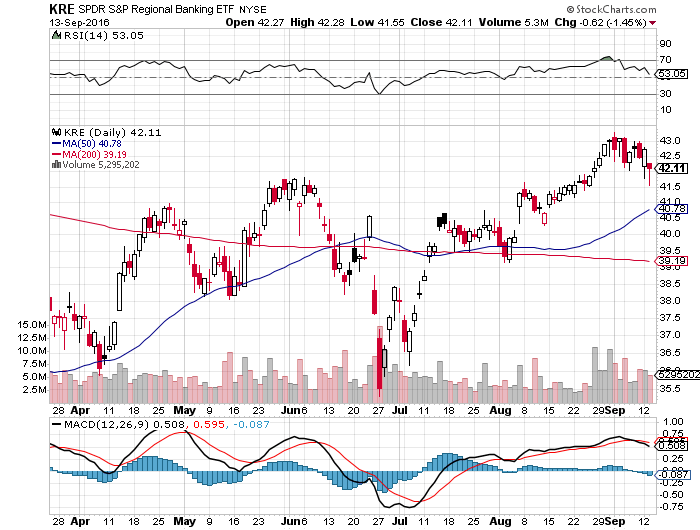 KRE SPDR S&P Regional Banking ETF NYSE © StockCharts.com
13-Sep-2016 Open 42.27 High 42.28 Low 41.55 Close 42.11 Volume 5.3M Chg -0.62 (-1.45%)
RSI(14) 53.05
90
70
53.05
30
10
KRE (Daily) 42.11
MA(50) 40.78
MA(200) 39.19
Volume 5,295,202
43.0
42.5
42.11
41.5
41.0
40.78
40.5
40.0
39.5
39.19
39.0
38.5
38.0
37.5
15.0M 37.0
12.5M
10.0M 36.5
7.5M
5.0M 5295202
2.5M 35.5
28 Apr 11 18 25 May 9 16 23 Jun 6 13 20 27 Jul 11 18 25 Aug 8 15 22 29 Sep 12
MACD(12,26,9) 0.508, 0.595, -0.087
1.00
0.75
0.508
0.25
0.00
-0.087
-0.25
-0.50
-0.75
28 Apr 11 18 25 May 9 16 23 Jun 6 13 20 27 Jul 11 18 25 Aug 8 15 22 29 Sep 12